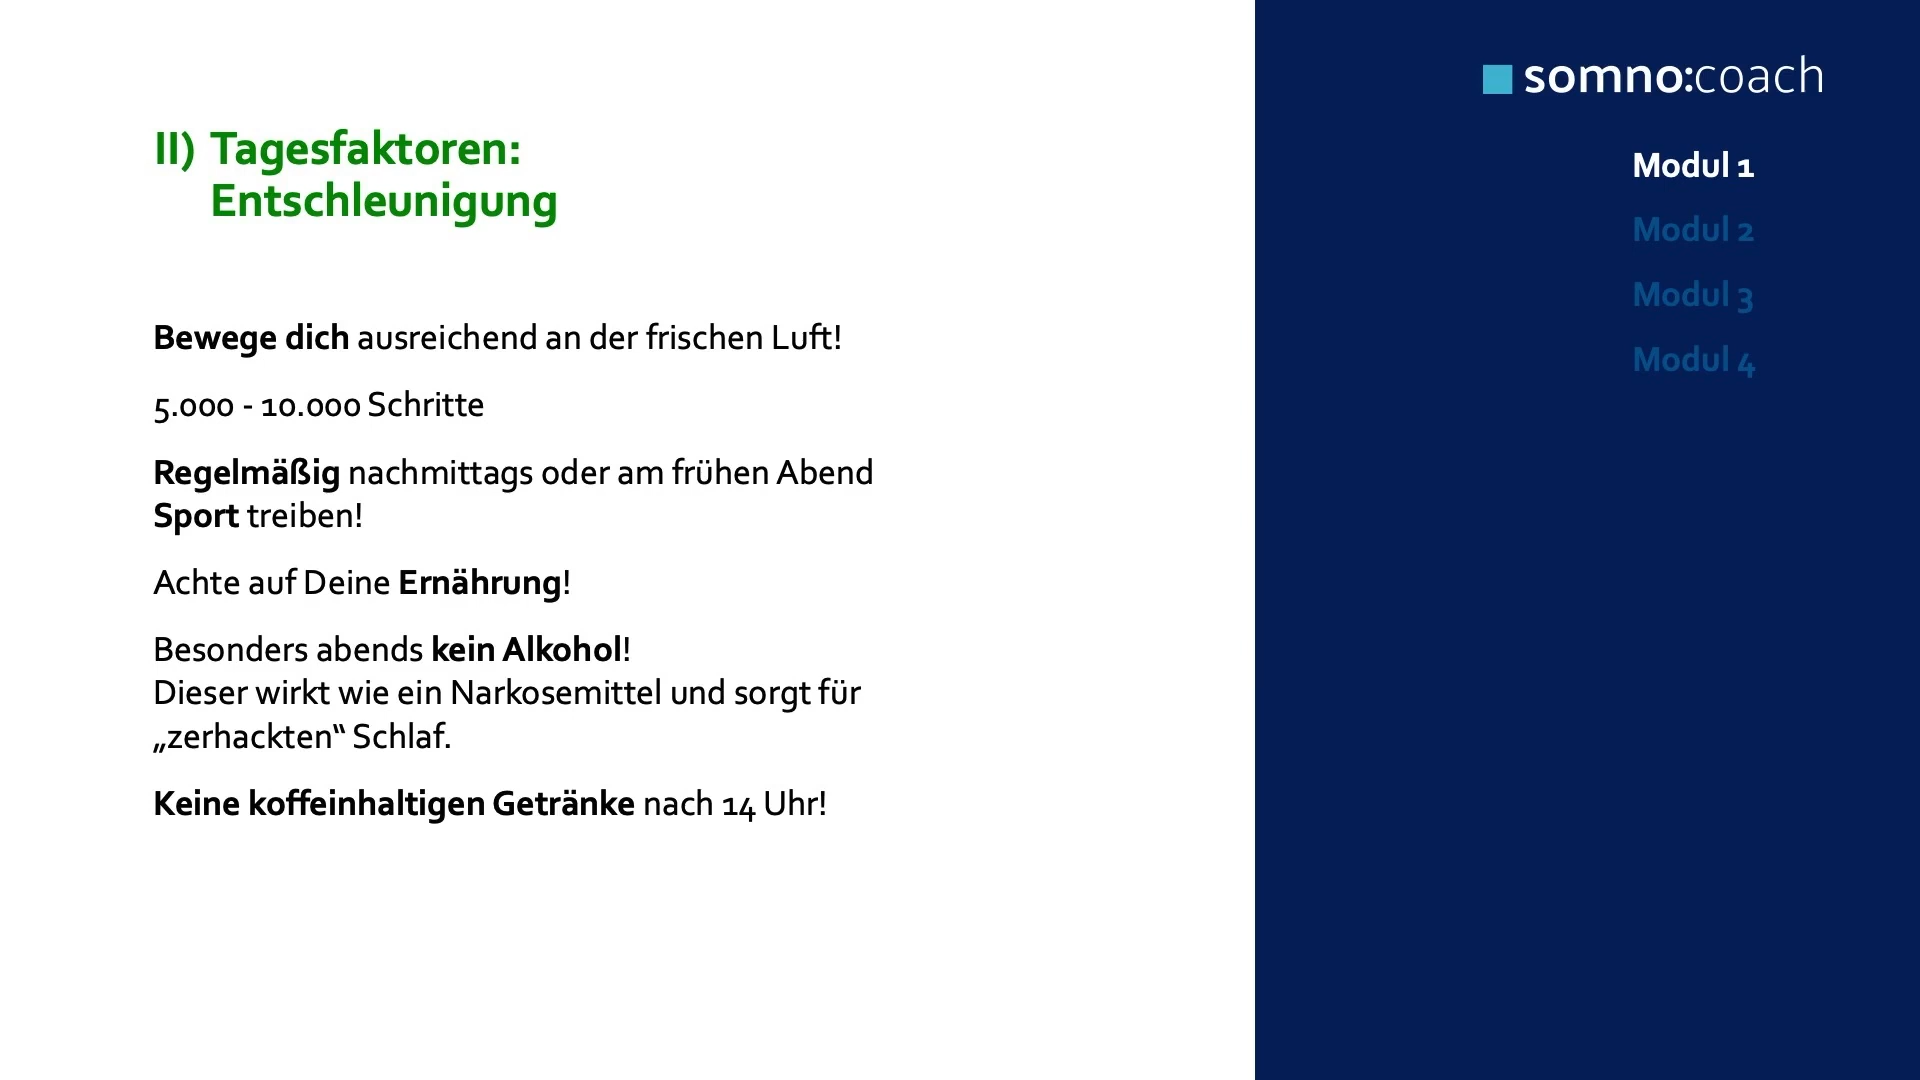 II) Tagesfaktoren:
Entschleunigung
Bewege dich ausreichend an der frischen Luft!
5.000 - 10.000 Schritte
Regelmäßig nachmittags oder am frühen Abend
Sport treiben!
Achte auf Deine Ernährung!
Besonders abends kein Alkohol!
Dieser wirkt wie ein Narkosemittel und sorgt für
„zerhackten“ Schlaf.
Keine koffeinhaltigen Getränke nach 14 Uhr!
somno:coach
Modul 1
Modul 2
Modul 3
Modul 4